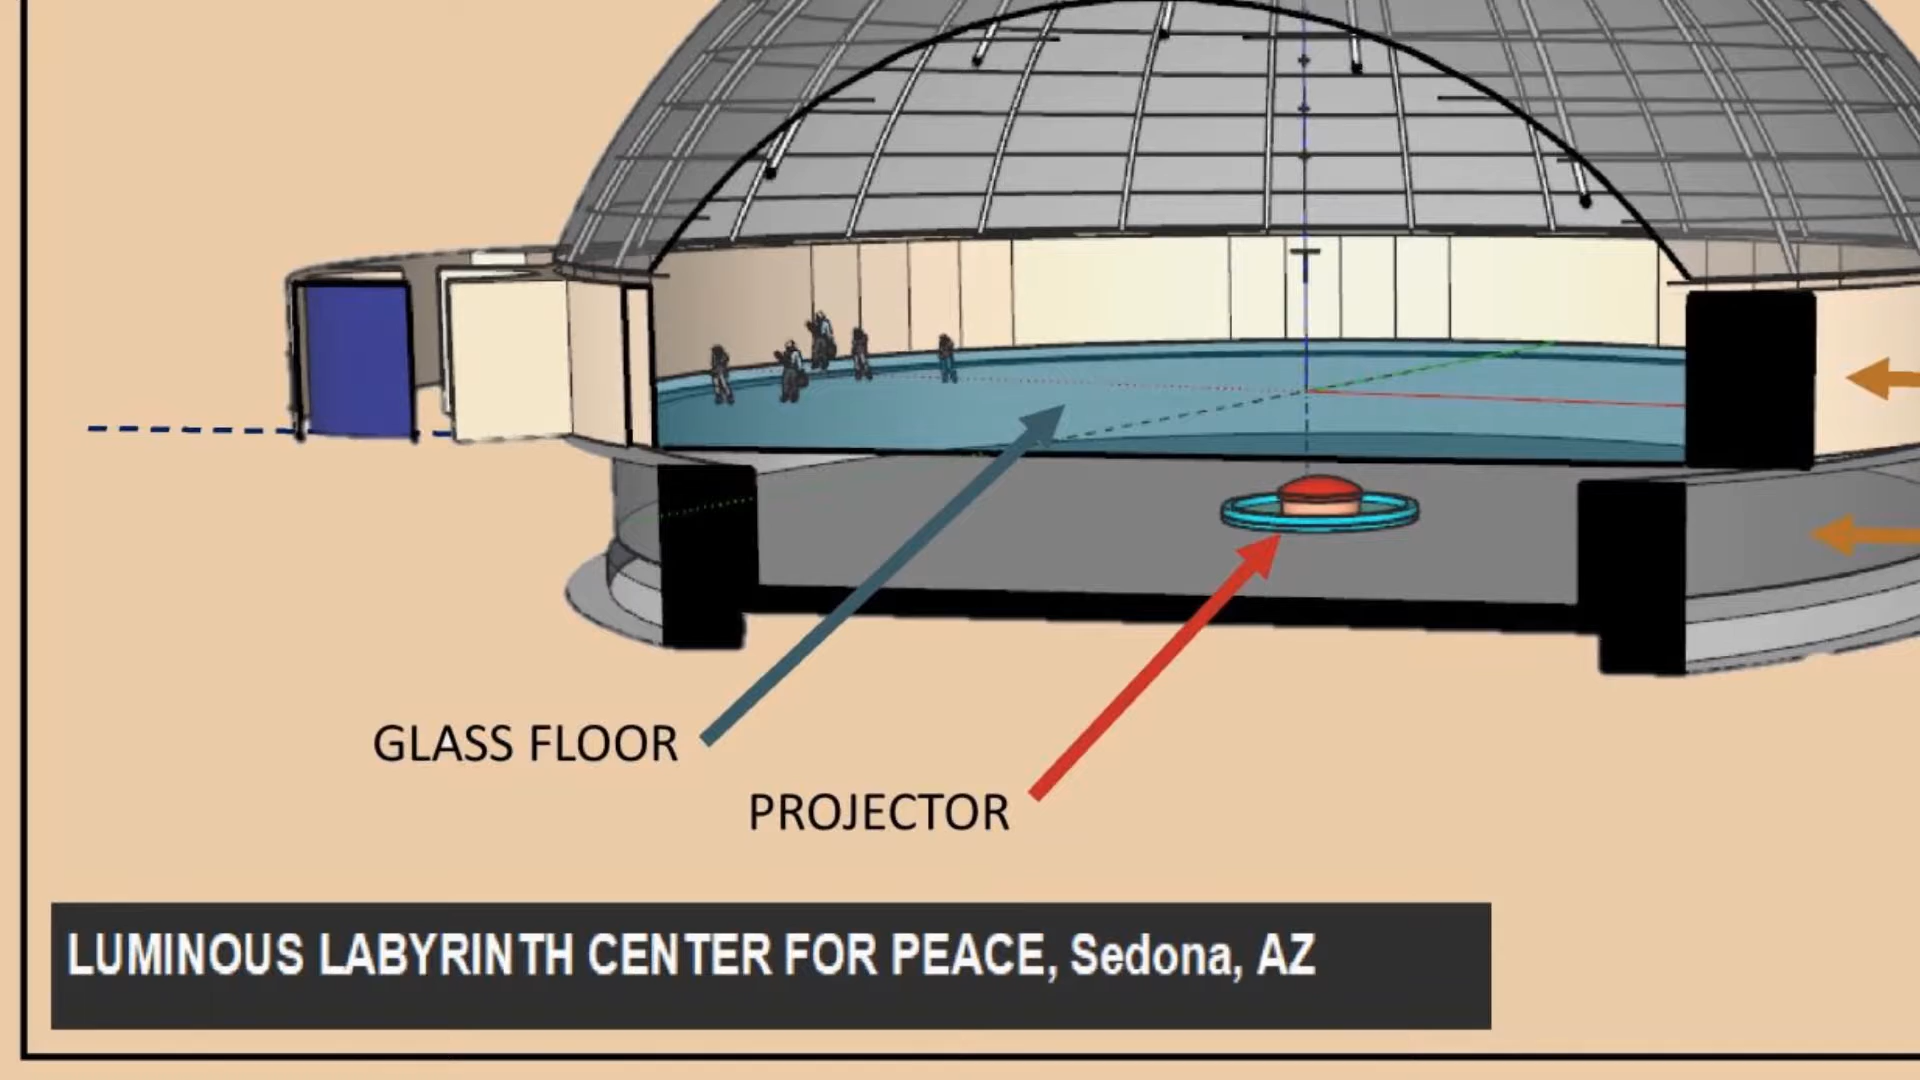 GLASS FLOOR
PROJECTOR
LUMINOUS LABYRINTH CENTER FOR PEACE, Sedona, AZ